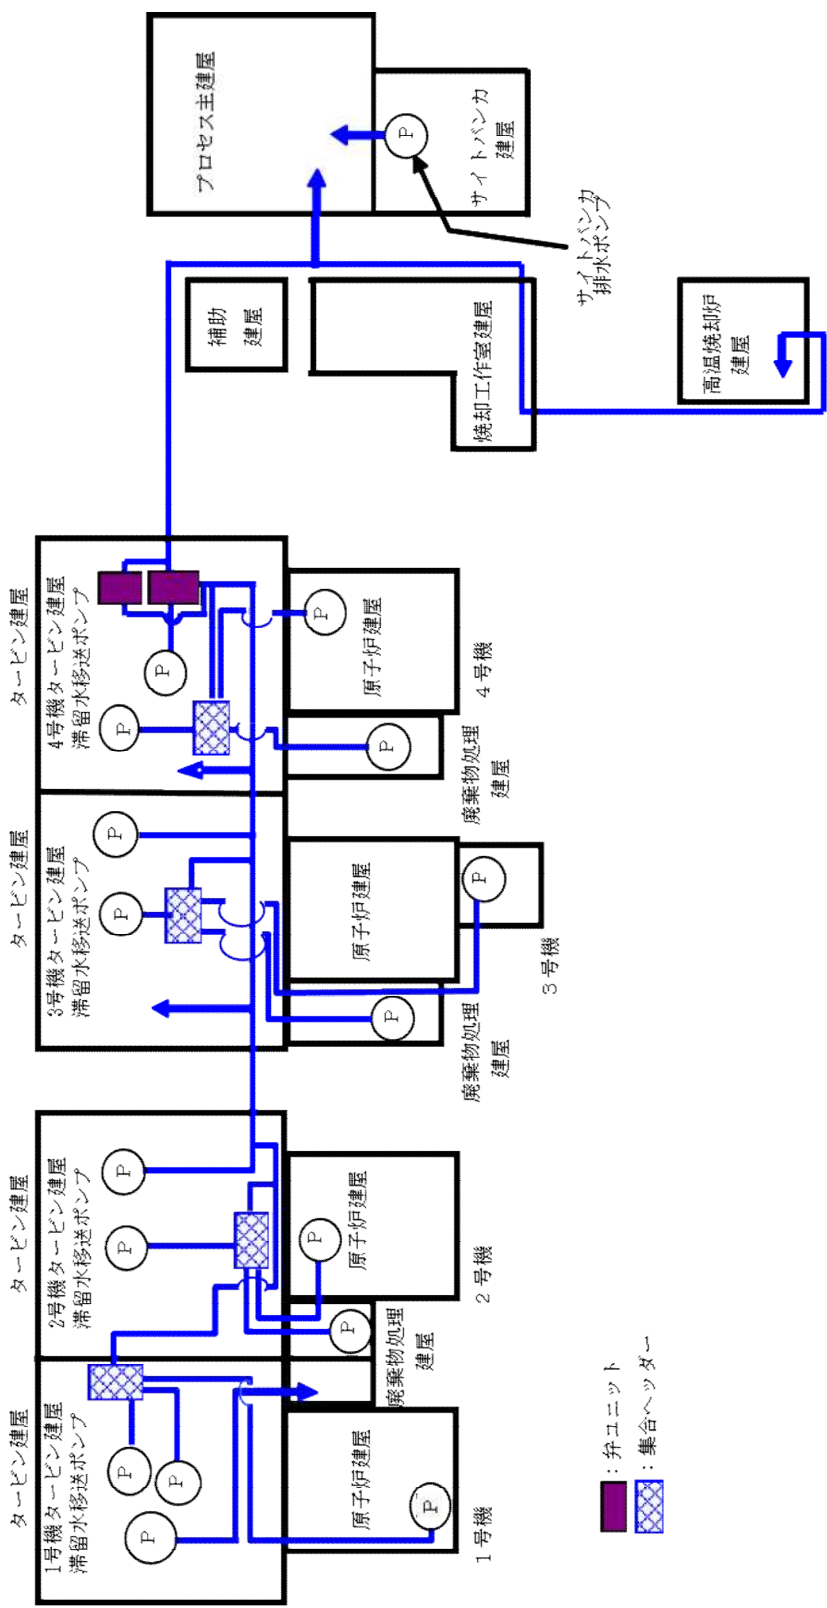 タービン建屋
1号機タービン建屋
滞留水移送ポンプ
P
P
P
原子炉建屋
P
1号機
タービン建屋
2号機タービン建屋
滞留水移送ポンプ
P
P
廃棄物処理
建屋
P
原子炉建屋
P
2号機
タービン建屋
3号機タービン建屋
滞留水移送ポンプ
P
P
廃棄物処理
建屋
P
原子炉建屋
P
3号機
タービン建屋
4号機タービン建屋
滞留水移送ポンプ
P
P
廃棄物処理
建屋
P
原子炉建屋
P
4号機
補助
建屋
焼却工作室建屋
プロセス主建屋
サイトバンカ
建屋
P
サイトバンカ
排水ポンプ
高温焼却炉
建屋
：弁ユニット
：集合ヘッダー